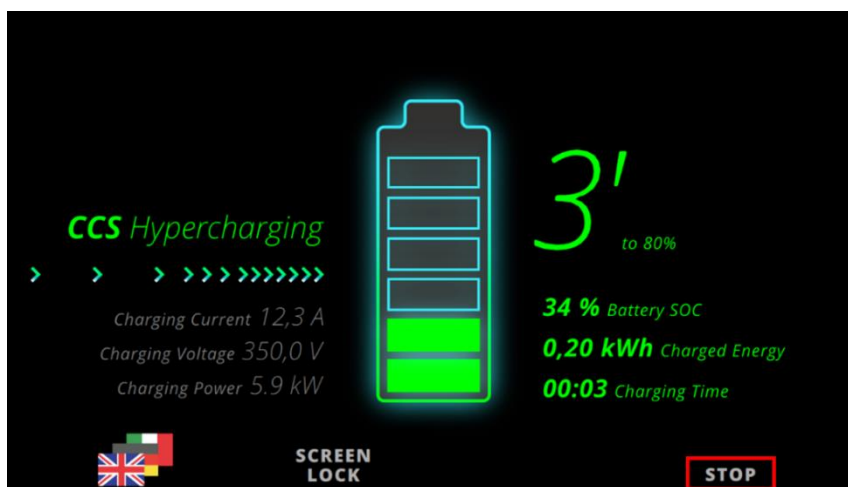 CCS Hypercharging
Charging Current 12,3 A
Charging Voltage 350,0 V
Charging Power 5.9 kW
3'
to 80%
34 % Battery SOC
0,20 kWh Charged Energy
00:03 Charging Time
SCREEN
LOCK
STOP